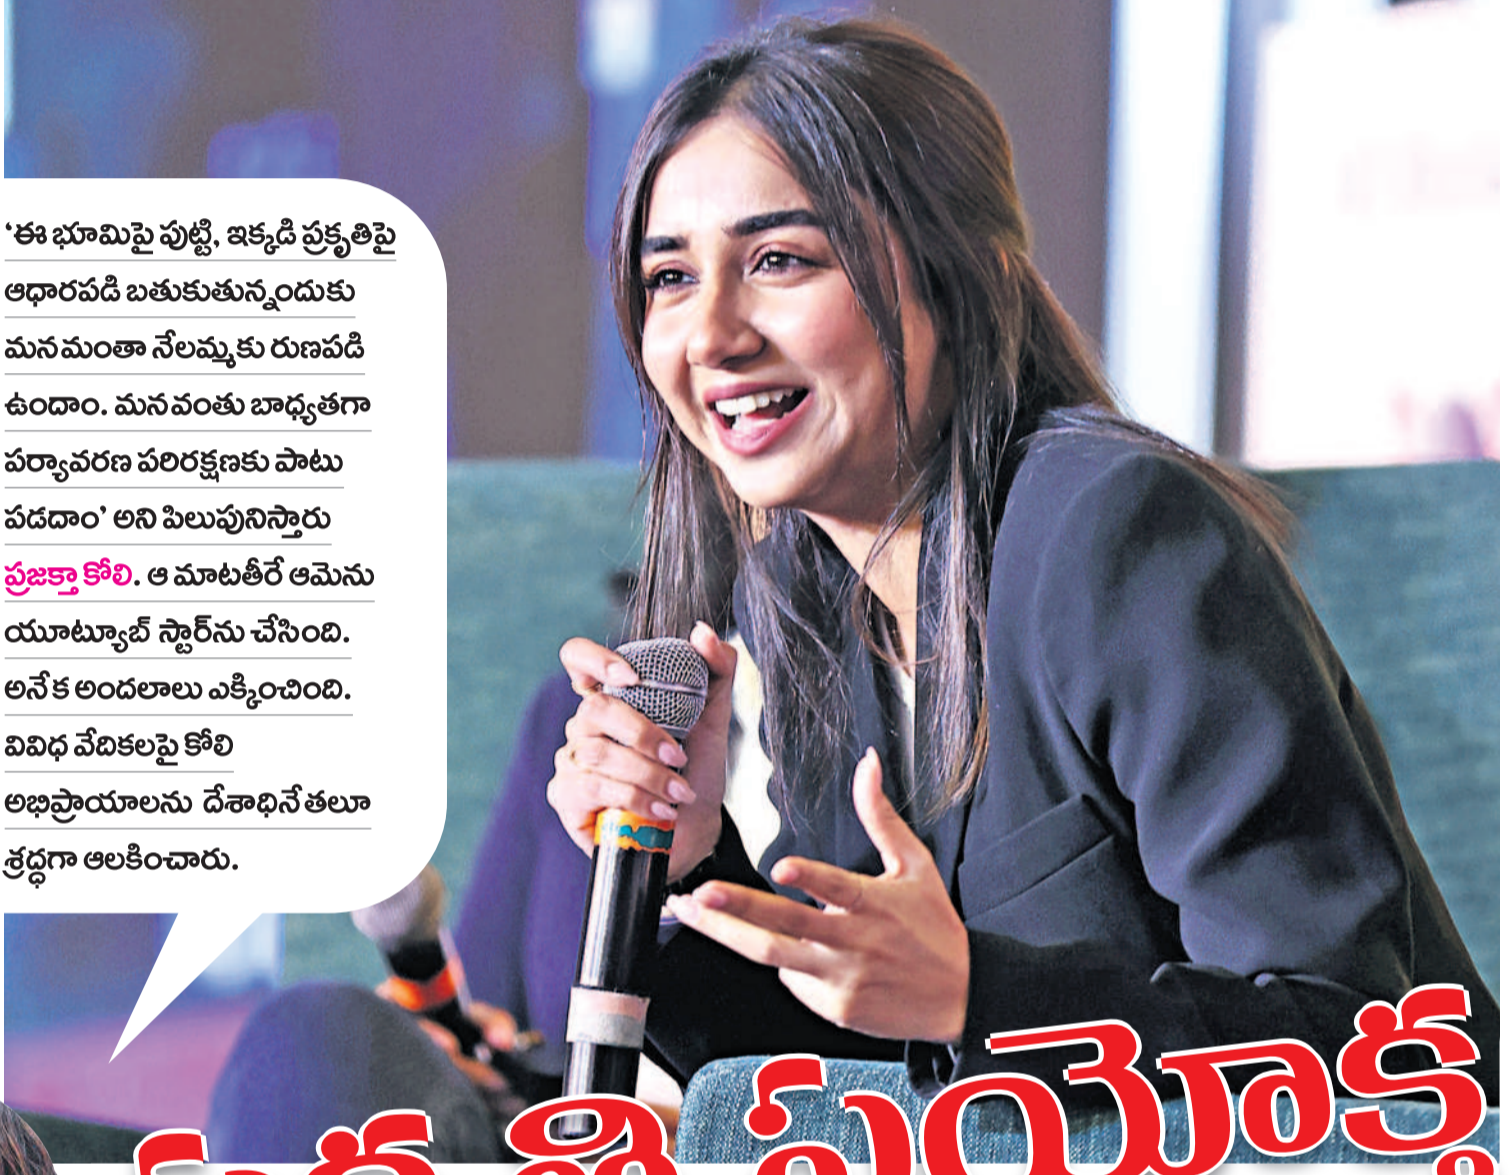 ‘ఈ భూమిపై పుట్టి, ఇక్కడి ప్రకృతిపై
ఆధారపడి బతుకుతున్నందుకు
మనమంతా నేలమ్మకు రుణపడి
ఉందాం. మనవంతు బాధ్యతగా
పర్యావరణ పరిరక్షణకు పాటు
పడదాం’ అని పిలుపునిస్తారు
ప్రజక్తా కోలి. ఆ మాటతీరే ఆమెను
యూట్యూబ్ స్టార్‌ను చేసింది.
అనేక అందలాలు ఎక్కించింది.
వివిధ వేదికలపై కోలి
అభిప్రాయాలను దేశాధినేతలూ
శ్రద్ధగా ఆలకించారు.